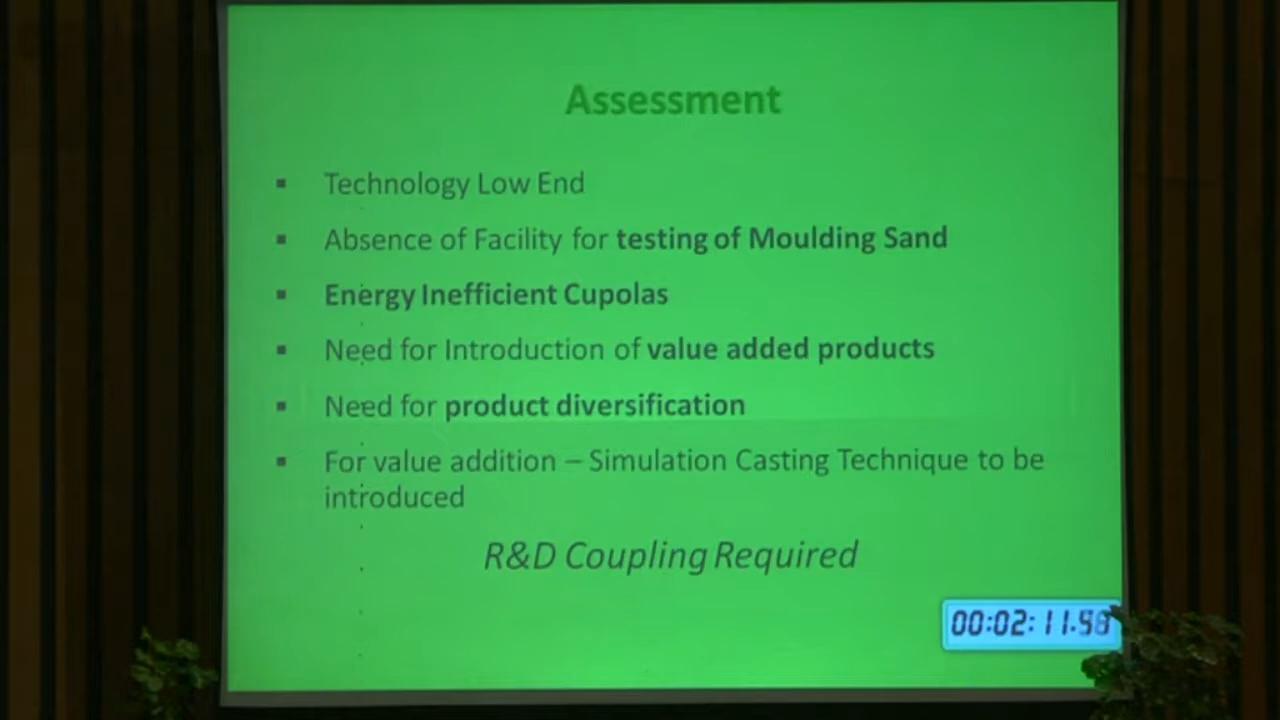 Assessment
▪ Technology Low End
▪ Absence of Facility for testing of Moulding Sand
▪ Energy Inefficient Cupolas
▪ Need for Introduction of value added products
▪ Need for product diversification
▪ For value addition – Simulation Casting Technique to be
introduced
R&D Coupling Required
00:02:11.58